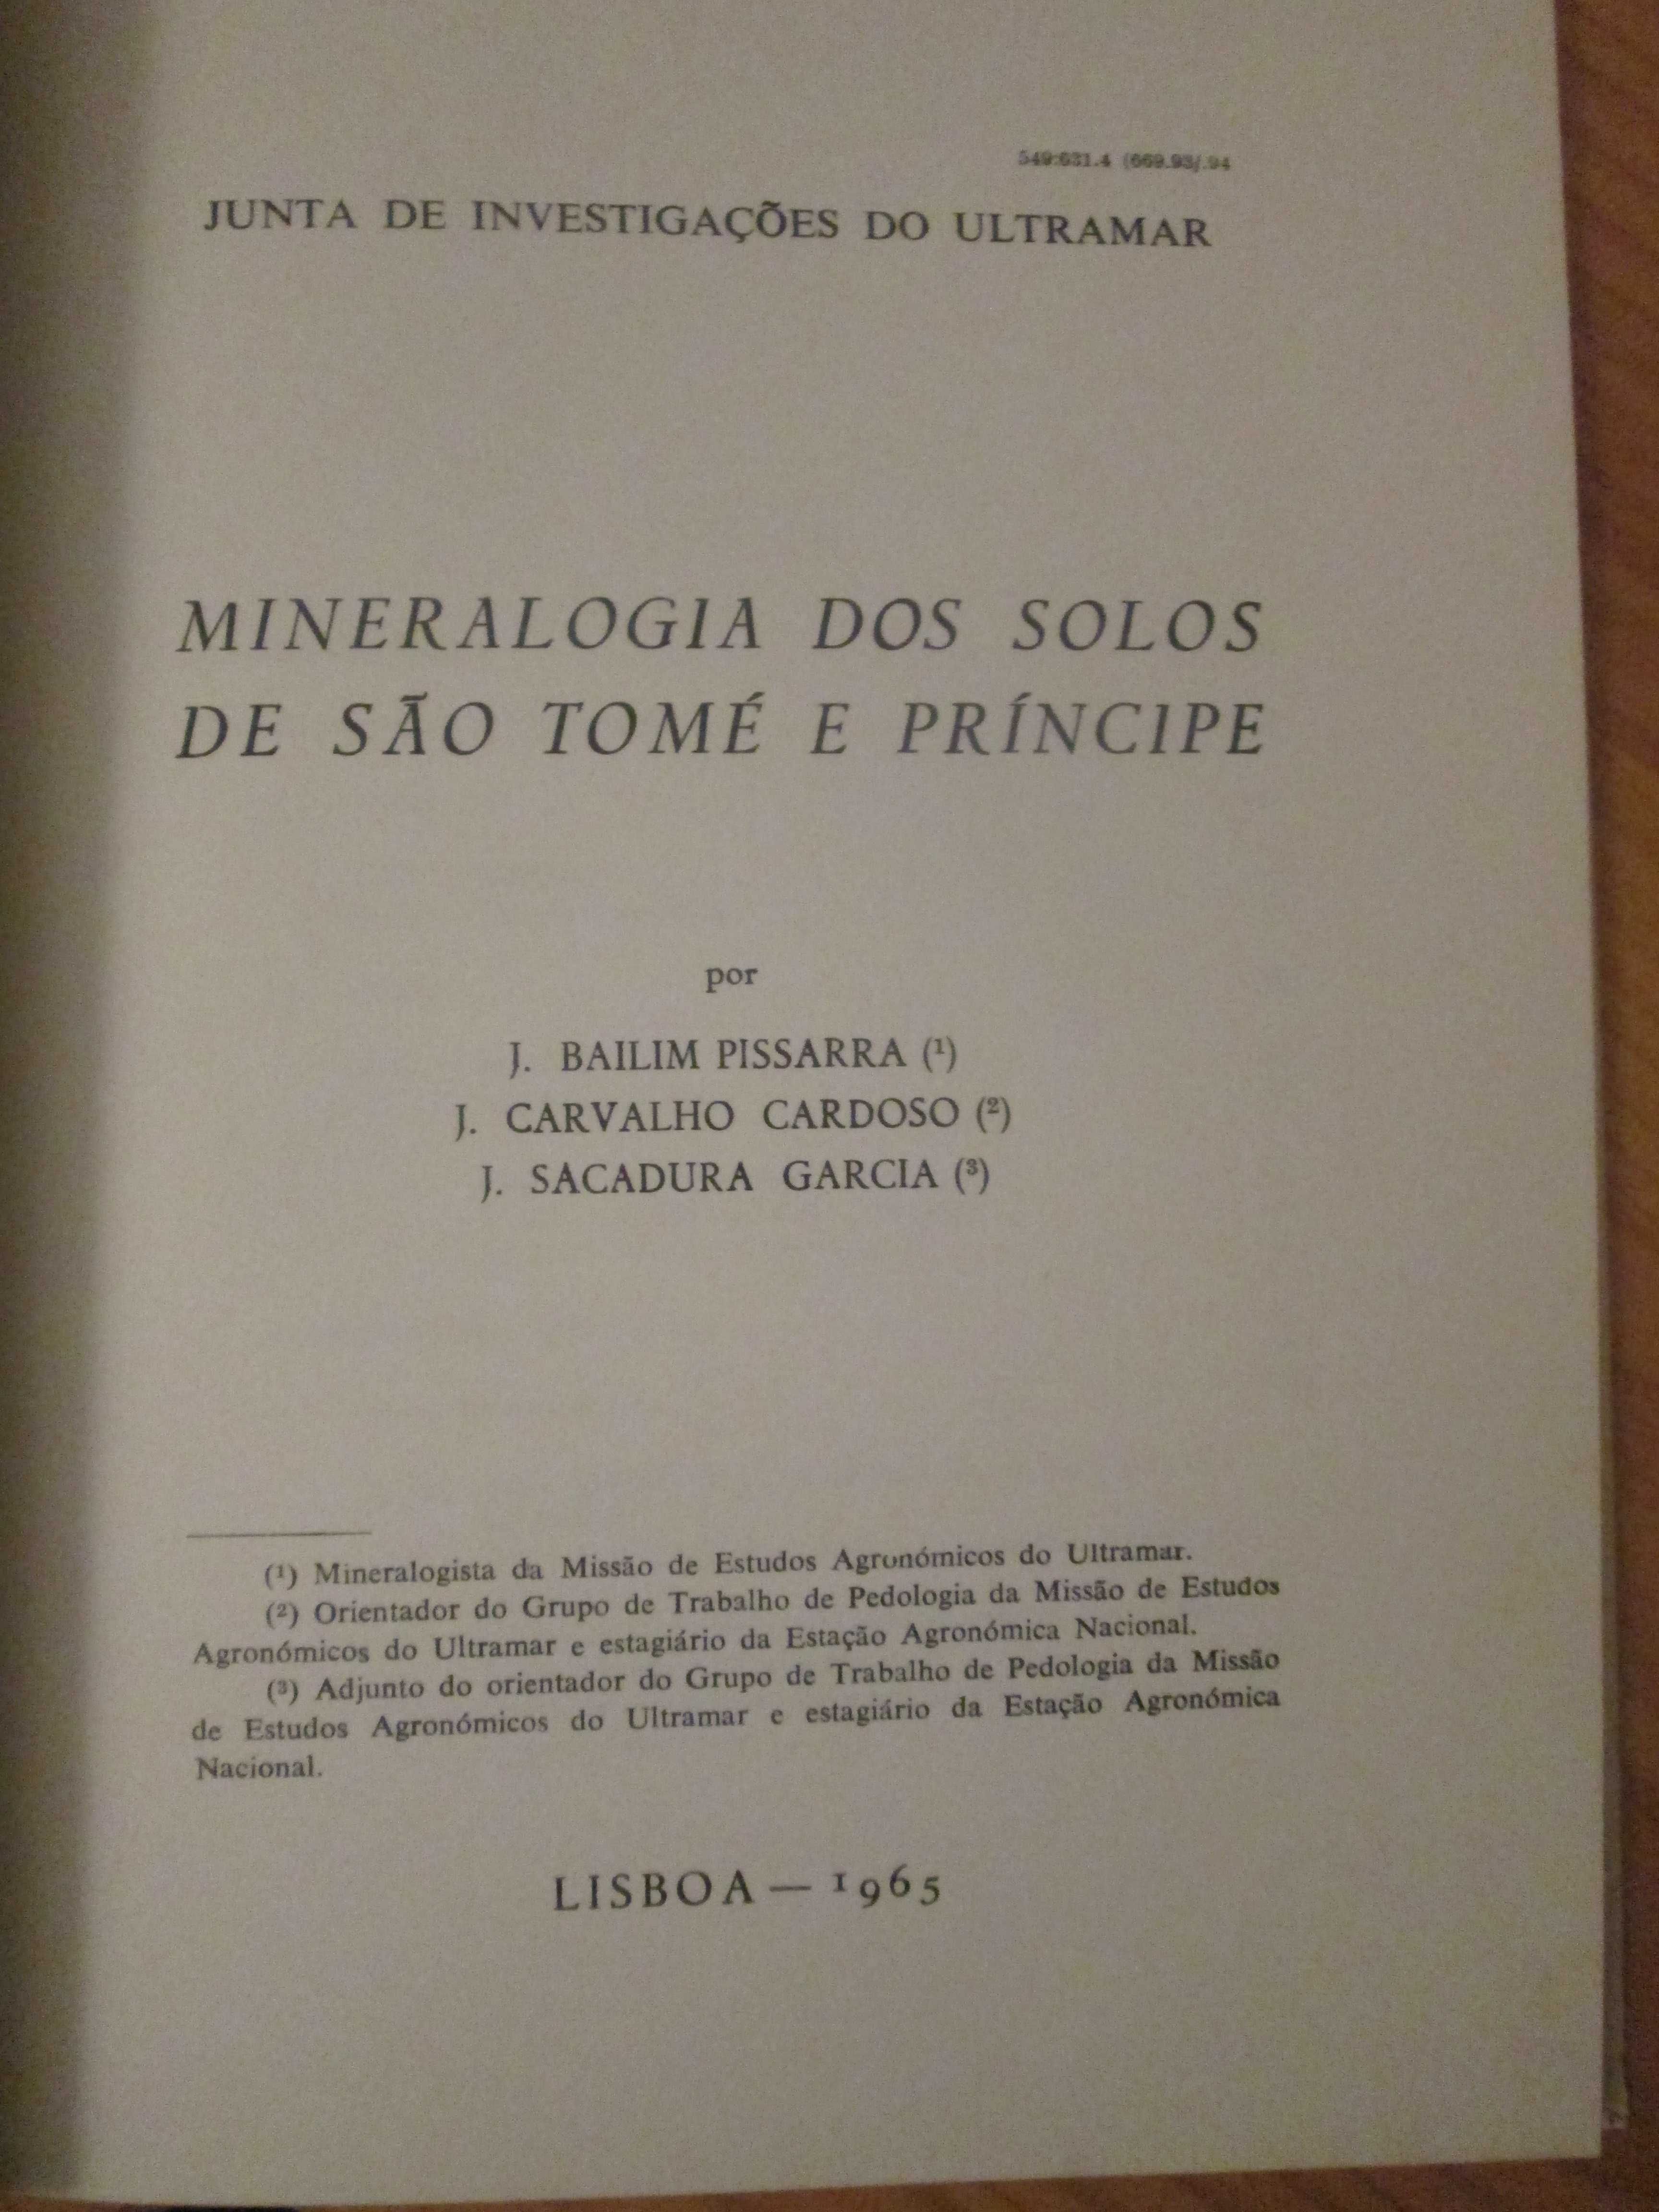 549:631.4 (669.93/.94
JUNTA DE INVESTIGAÇÕES DO ULTRAMAR
MINERALOGIA DOS SOLOS
DE SÃO TOMÉ E PRÍNCIPE
por
J. BAILIM PISSARRA (¹)
J. CARVALHO CARDOSO (²)
J. SACADURA GARCIA (³)
(¹) Mineralogista da Missão de Estudos Agronómicos do Ultramar.
(²) Orientador do Grupo de Trabalho de Pedologia da Missão de Estudos
Agronómicos do Ultramar e estagiário da Estação Agronómica Nacional.
(³) Adjunto do orientador do Grupo de Trabalho de Pedologia da Missão
de Estudos Agronómicos do Ultramar e estagiário da Estação Agronómica
Nacional.
LISBOA — 1965